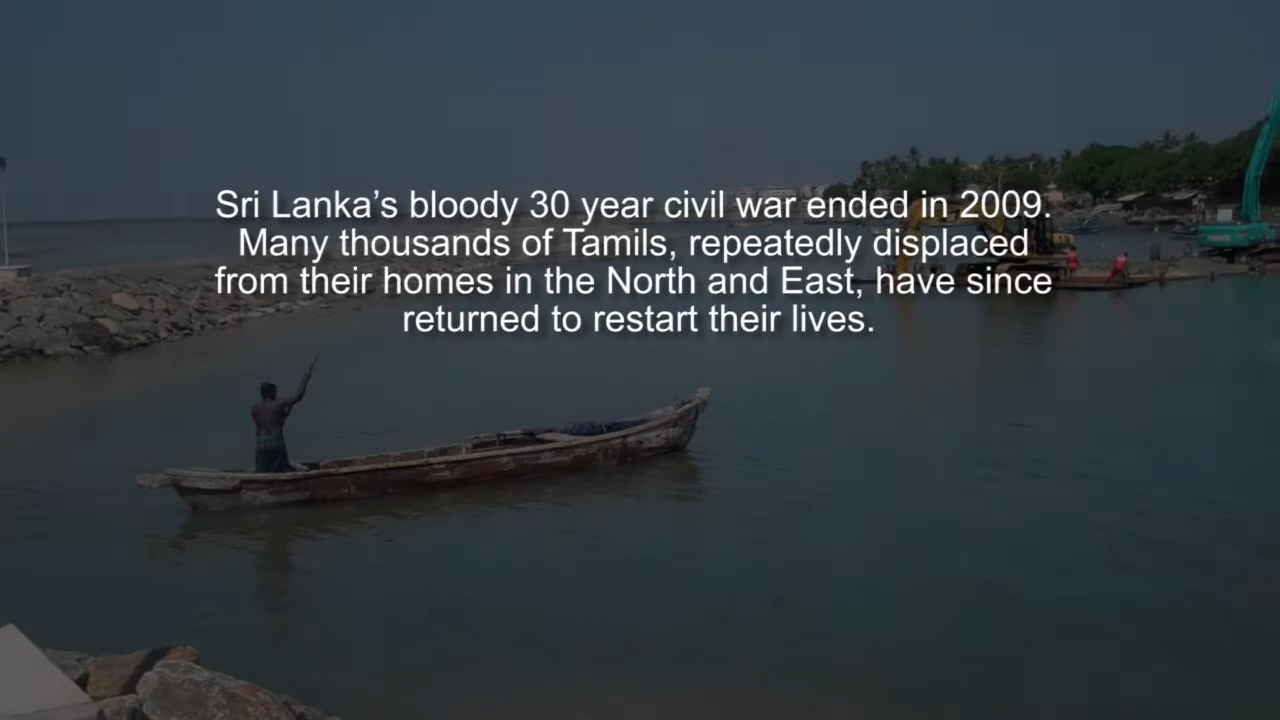 Sri Lanka’s bloody 30 year civil war ended in 2009.
Many thousands of Tamils, repeatedly displaced
from their homes in the North and East, have since
returned to restart their lives.